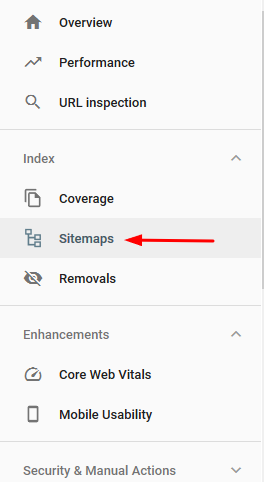 Overview
Performance
URL inspection
Index
Coverage
Sitemaps
Removals
Enhancements
Core Web Vitals
Mobile Usability
Security & Manual Actions